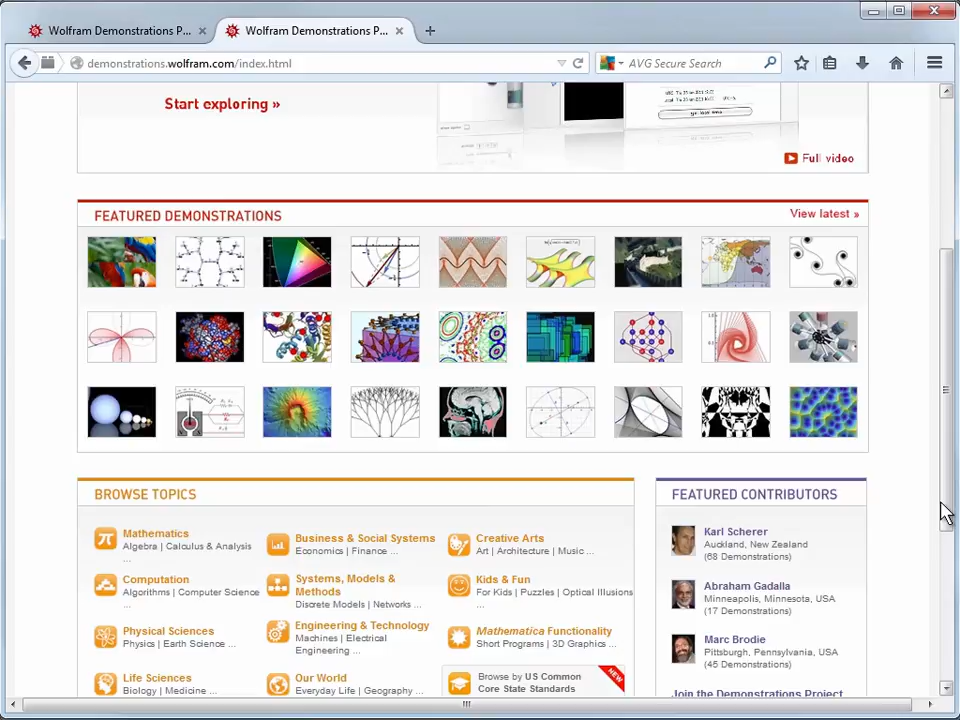 Wolfram Demonstrations P...
Wolfram Demonstrations P...
demonstrations.wolfram.com/index.html
AVG Secure Search
Start exploring »
Full video
FEATURED DEMONSTRATIONS
View latest »
BROWSE TOPICS
Mathematics
Algebra | Calculus & Analysis
...
Business & Social Systems
Economics | Finance ...
Creative Arts
Art | Architecture | Music ...
Computation
Algorithms | Computer Science
...
Systems, Models &
Methods
Discrete Models | Networks ...
Kids & Fun
For Kids | Puzzles | Optical Illusions
...
Physical Sciences
Physics | Earth Science ...
Engineering & Technology
Machines | Electrical
Engineering ...
Mathematica Functionality
Short Programs | 3D Graphics ...
Life Sciences
Biology | Medicine ...
Our World
Everyday Life | Geography ...
Browse by US Common
Core State Standards
NEW
FEATURED CONTRIBUTORS
Karl Scherer
Auckland, New Zealand
(68 Demonstrations)
Abraham Gadalla
Minneapolis, Minnesota, USA
(17 Demonstrations)
Marc Brodie
Pittsburgh, Pennsylvania, USA
(45 Demonstrations)
Join the Demonstrations Project